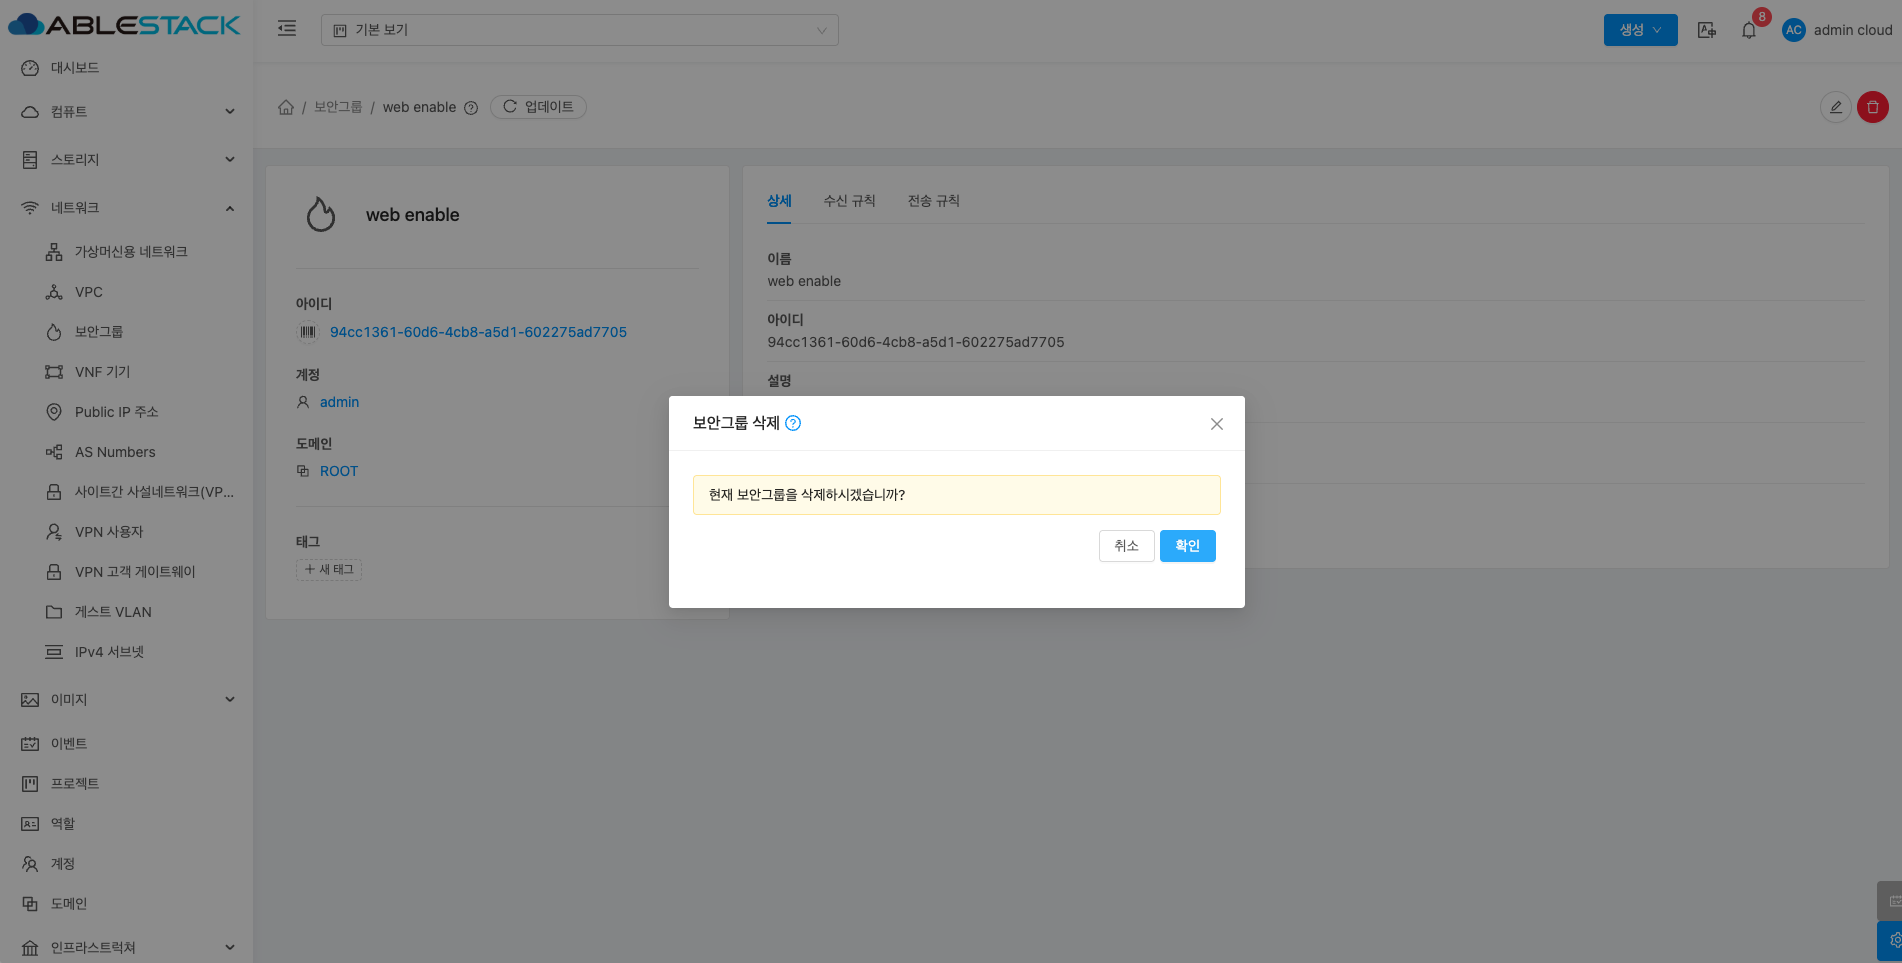 ABLESTACK
기본 보기
생성
8
AC
admin cloud
대시보드
컴퓨트
스토리지
네트워크
가상머신용 네트워크
VPC
보안그룹
VNF 기기
Public IP 주소
AS Numbers
사이트간 사설네트워크(VP...
VPN 사용자
VPN 고객 게이트웨이
게스트 VLAN
IPv4 서브넷
이미지
이벤트
프로젝트
역할
계정
도메인
인프라스트럭쳐
/ 보안그룹 / web enable
업데이트
web enable
아이디
94cc1361-60d6-4cb8-a5d1-602275ad7705
계정
admin
도메인
ROOT
태그
+ 새 태그
상세 수신 규칙 전송 규칙
이름
web enable
아이디
94cc1361-60d6-4cb8-a5d1-602275ad7705
설명
보안그룹 삭제
현재 보안그룹을 삭제하시겠습니까?
취소 확인